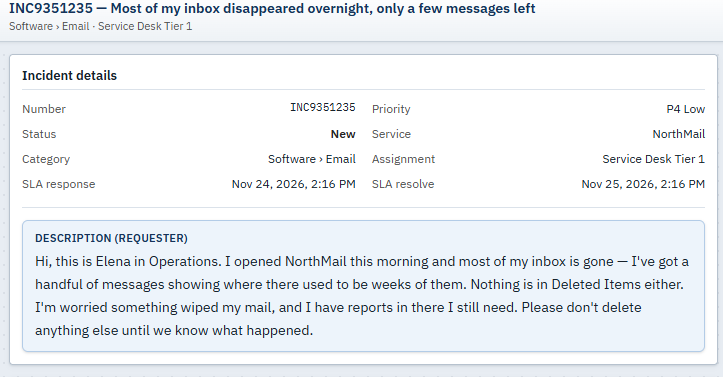 INC9351235 — Most of my inbox disappeared overnight, only a few messages left
Software › Email · Service Desk Tier 1
Incident details
Number INC9351235 Priority P4 Low
Status New Service NorthMail
Category Software › Email Assignment Service Desk Tier 1
SLA response Nov 24, 2026, 2:16 PM SLA resolve Nov 25, 2026, 2:16 PM
DESCRIPTION (REQUESTER)
Hi, this is Elena in Operations. I opened NorthMail this morning and most of my inbox is gone — I've got a
handful of messages showing where there used to be weeks of them. Nothing is in Deleted Items either.
I'm worried something wiped my mail, and I have reports in there I still need. Please don't delete
anything else until we know what happened.